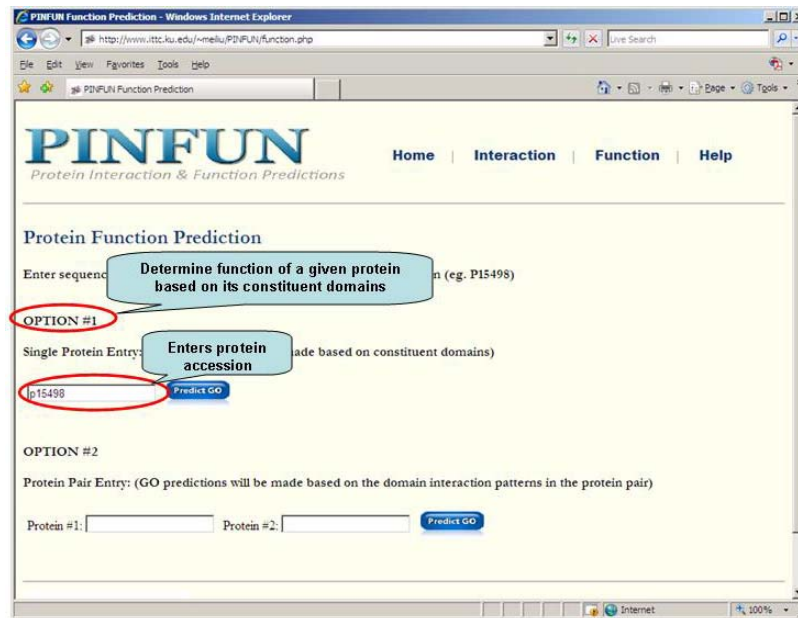 PINFUN Function Prediction - Windows Internet Explorer
http://www.ittc.ku.edu/~meiliu/PINFUN/function.php
Live Search
File Edit View Favorites Tools Help
PINFUN Function Prediction
Page Tools
PINFUN
Protein Interaction & Function Predictions
Home | Interaction | Function | Help
Protein Function Prediction
Determine function of a given protein
based on its constituent domains
Enter sequenc n (eg. P15498)
OPTION #1
Enters protein
accession
Single Protein Entry: ade based on constituent domains)
p15498
Predict GO
OPTION #2
Protein Pair Entry: (GO predictions will be made based on the domain interaction patterns in the protein pair)
Protein #1: Protein #2: Predict GO
Internet 100%